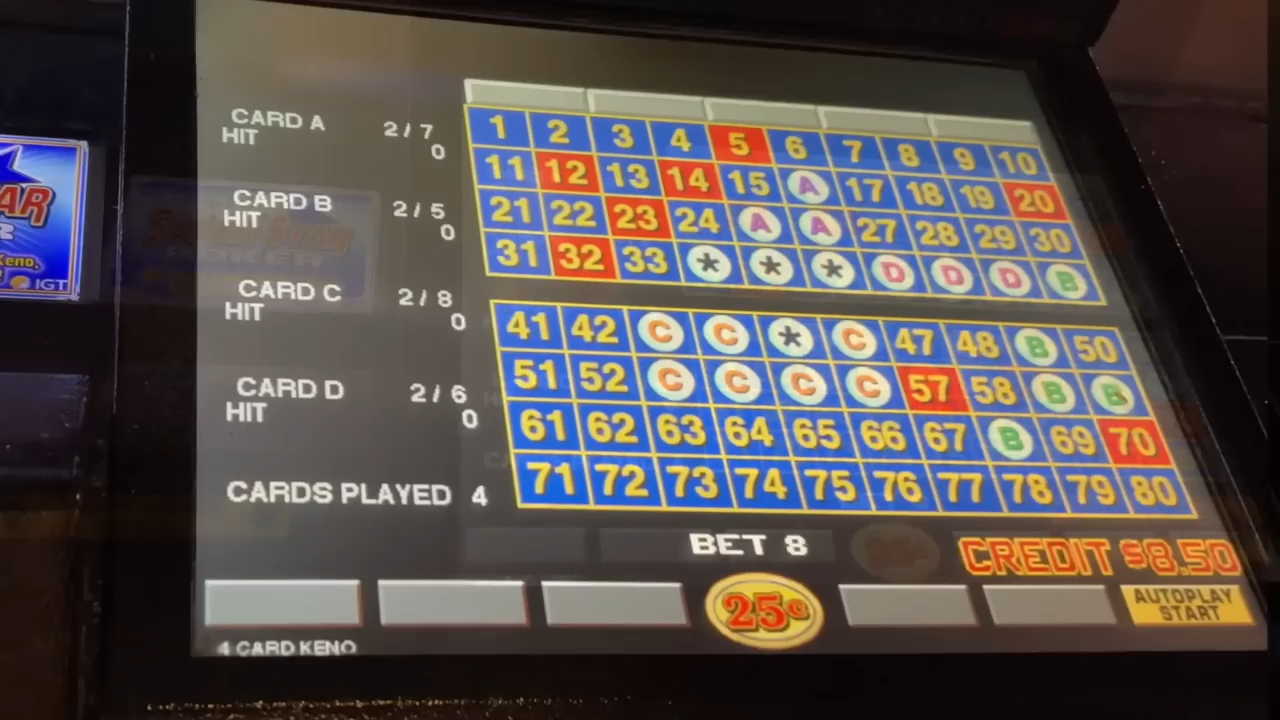 CARD A 2/7
HIT 0
CARD B 2/5
HIT 0
CARD C 2/8
HIT 0
CARD D 2/6
HIT 0
CARDS PLAYED 4
1 2 3 4 5 6 7 8 9 10
11 12 13 14 15 A 17 18 19 20
21 22 23 24 A A 27 28 29 30
31 32 33 * * * D D D B
41 42 C C * C 47 48 B 50
51 52 C C C C 57 58 B B
61 62 63 64 65 66 67 B 69 70
71 72 73 74 75 76 77 78 79 80
BET 8
CREDIT $8.50
25¢
AUTOPLAY
START
4 CARD KENO
AR
R
Keno,
IGT